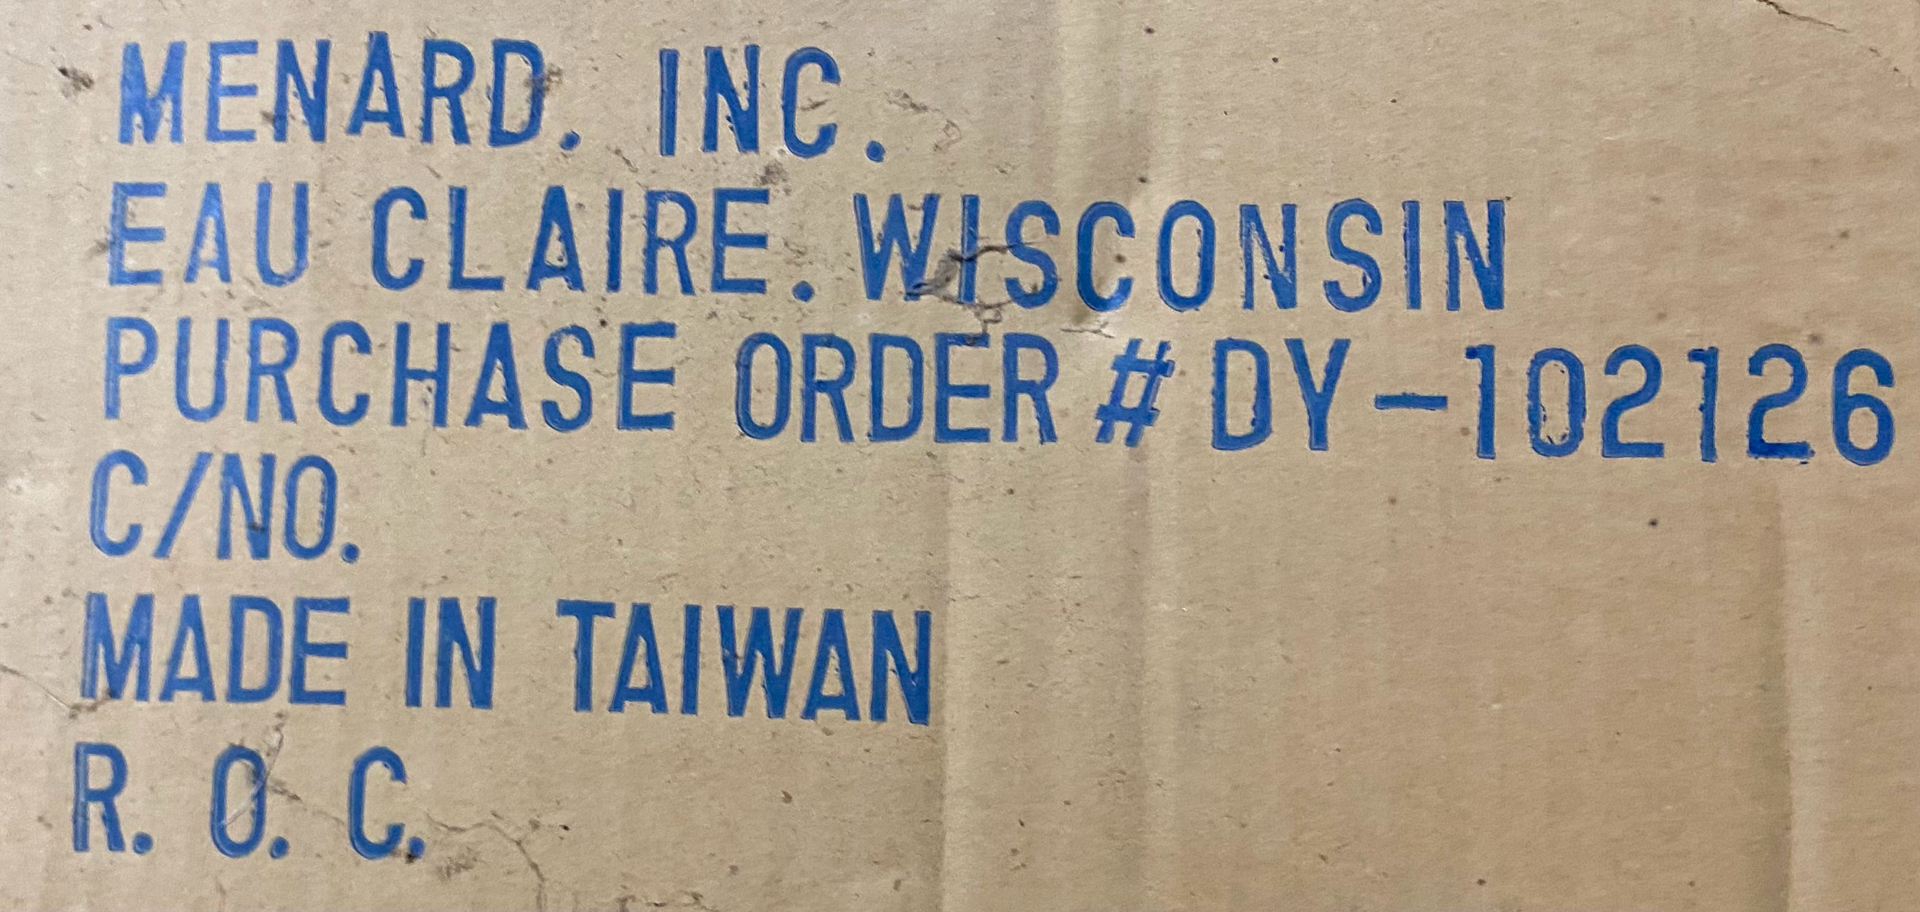 MENARD. INC.
EAU CLAIRE. WISCONSIN
PURCHASE ORDER # DY-102126
C/NO.
MADE IN TAIWAN
R. O. C.